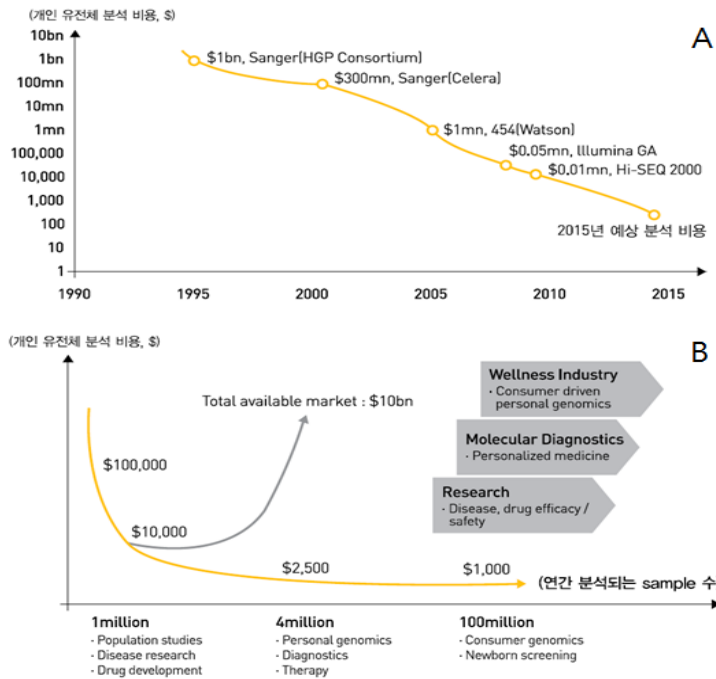 (개인 유전체 분석 비용, $)
A
10bn
1bn
100mn
10mn
1mn
100,000
10,000
1,000
100
10
1
$1bn, Sanger(HGP Consortium)
$300mn, Sanger(Celera)
$1mn, 454(Watson)
$0.05mn, Illumina GA
$0.01mn, Hi-SEQ 2000
2015년 예상 분석 비용
1990
1995
2000
2005
2010
2015
(개인 유전체 분석 비용, $)
B
Wellness Industry
· Consumer driven
personal genomics
Total available market : $10bn
Molecular Diagnostics
· Personalized medicine
Research
· Disease, drug efficacy /
safety
$100,000
$10,000
$2,500
$1,000
(연간 분석되는 sample 수
1million
· Population studies
· Disease research
· Drug development
4million
· Personal genomics
· Diagnostics
· Therapy
100million
· Consumer genomics
· Newborn screening